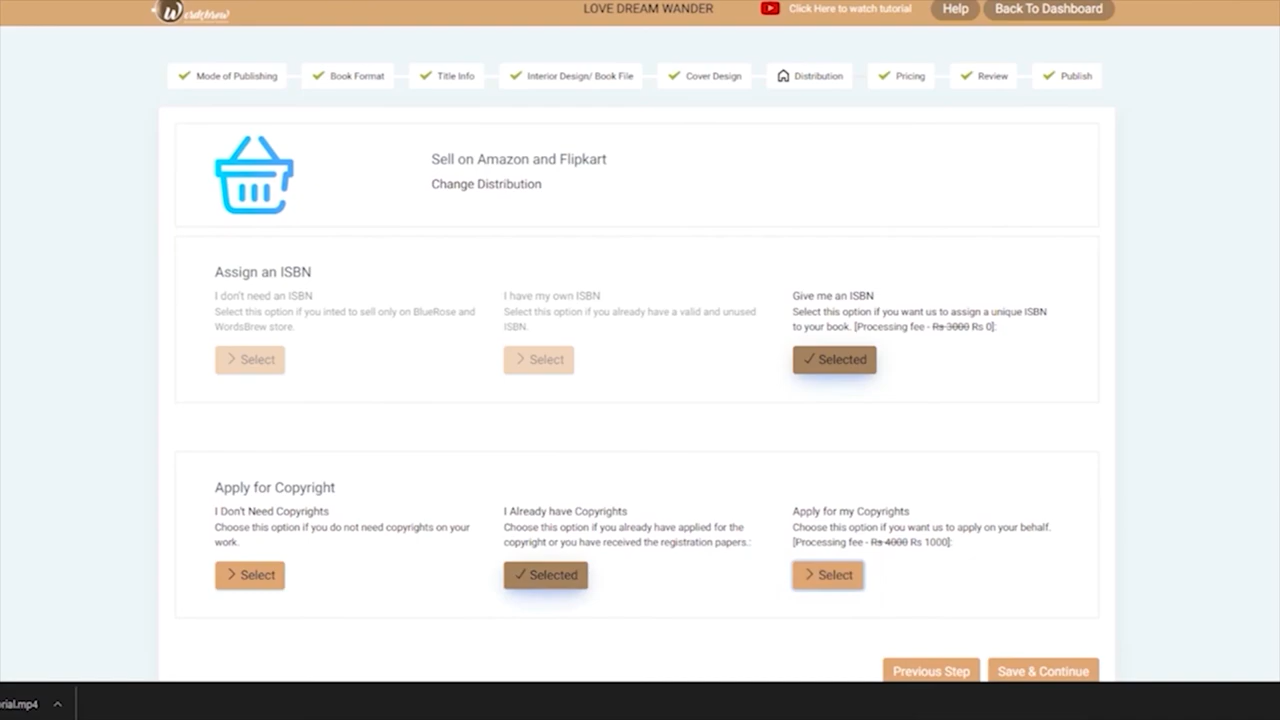 Wordsbrew
LOVE DREAM WANDER
Click Here to watch tutorial
Help
Back To Dashboard
Mode of Publishing
Book Format
Title Info
Interior Design/ Book File
Cover Design
Distribution
Pricing
Review
Publish
Sell on Amazon and Flipkart
Change Distribution
Assign an ISBN
I don't need an ISBN
Select this option if you inted to sell only on BlueRose and
WordsBrew store.
> Select
I have my own ISBN
Select this option if you already have a valid and unused
ISBN.
> Select
Give me an ISBN
Select this option if you want us to assign a unique ISBN
to your book. [Processing fee - Rs 3000 Rs 0]:
✓ Selected
Apply for Copyright
I Don't Need Copyrights
Choose this option if you do not need copyrights on your
work.
> Select
I Already have Copyrights
Choose this option if you already have applied for the
copyright or you have received the registration papers.:
✓ Selected
Apply for my Copyrights
Choose this option if you want us to apply on your behalf.
[Processing fee - Rs 4000 Rs 1000]:
> Select
Previous Step
Save & Continue
rial.mp4